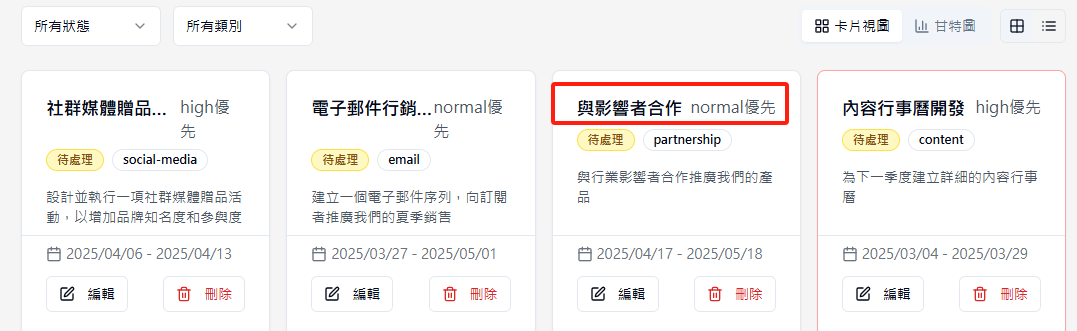 所有狀態
所有類別
卡片視圖
甘特圖
社群媒體贈品...
high優
先
待處理
social-media
設計並執行一項社群媒體贈品活
動，以增加品牌知名度和參與度
2025/04/06 - 2025/04/13
編輯
刪除
電子郵件行銷...
normal優
先
待處理
email
建立一個電子郵件序列，向訂閱
者推廣我們的夏季銷售
2025/03/27 - 2025/05/01
編輯
刪除
與影響者合作
normal優先
待處理
partnership
與行業影響者合作推廣我們的產
品
2025/04/17 - 2025/05/18
編輯
刪除
內容行事曆開發
high優先
待處理
content
為下一季度建立詳細的內容行事
曆
2025/03/04 - 2025/03/29
編輯
刪除